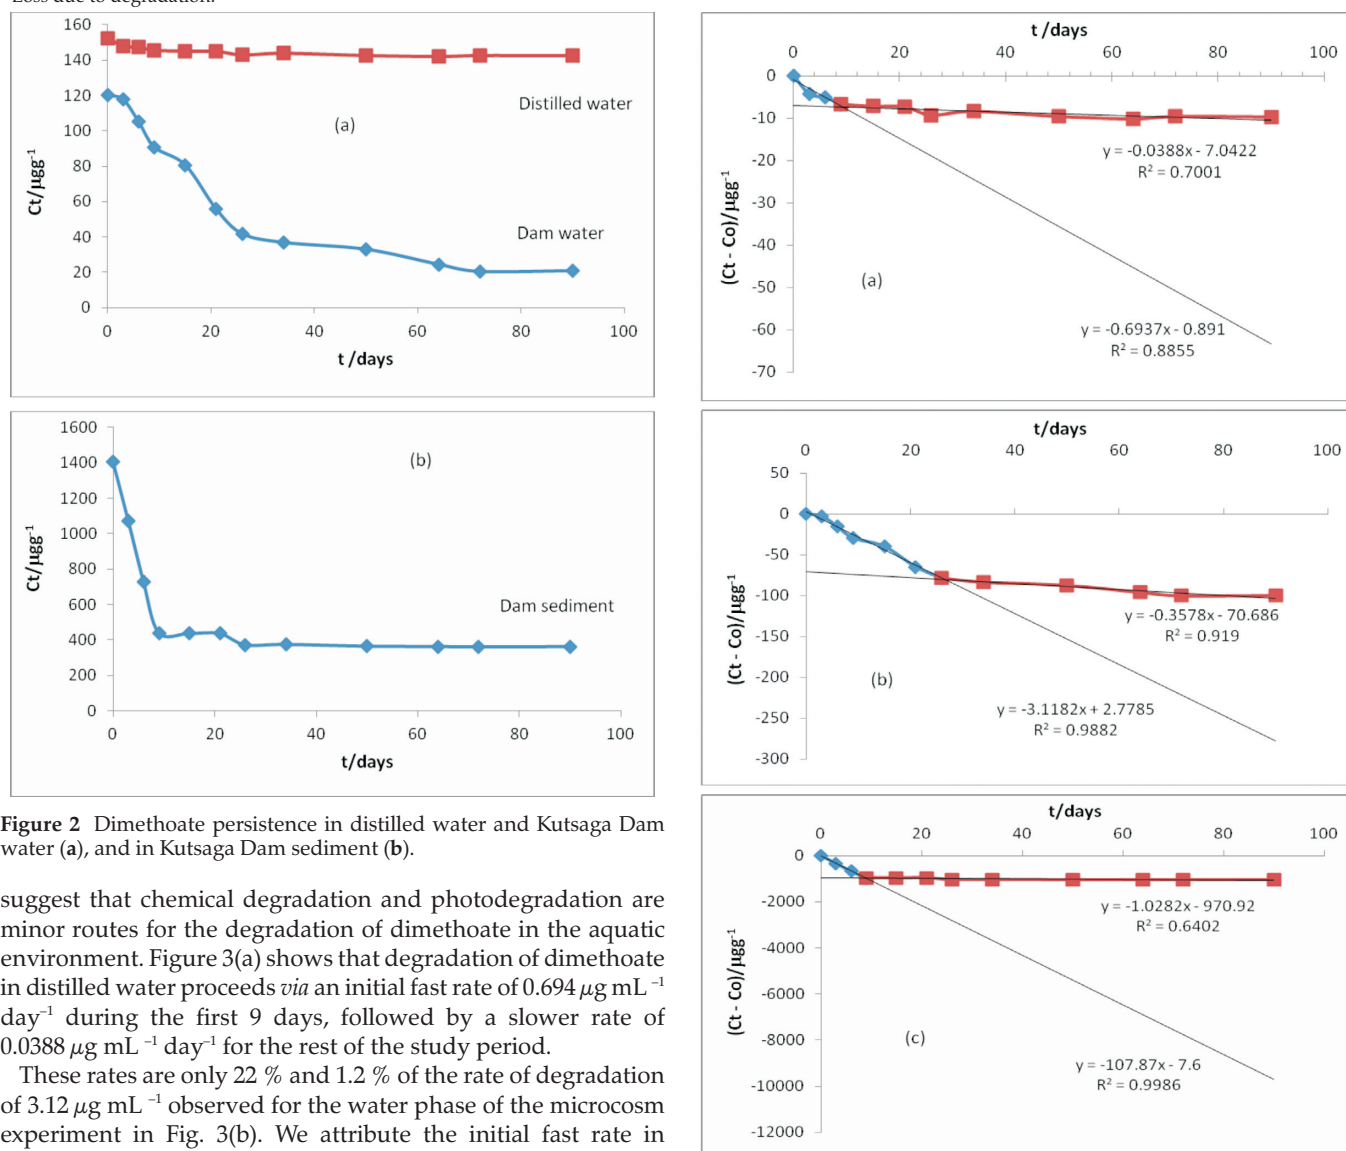 Loss due to degradation.
160
140
120
100
80
60
40
20
0
Ct/µgg⁻¹
Distilled water
(a)
Dam water
0 20 40 60 80 100
t /days
1600
1400
1200
1000
800
600
400
200
0
Ct/µgg⁻¹
(b)
Dam sediment
0 20 40 60 80 100
t/days
Figure 2 Dimethoate persistence in distilled water and Kutsaga Dam
water (a), and in Kutsaga Dam sediment (b).
suggest that chemical degradation and photodegradation are
minor routes for the degradation of dimethoate in the aquatic
environment. Figure 3(a) shows that degradation of dimethoate
in distilled water proceeds via an initial fast rate of 0.694 µg mL ⁻¹
day⁻¹ during the first 9 days, followed by a slower rate of
0.0388 µg mL ⁻¹ day⁻¹ for the rest of the study period.
These rates are only 22 % and 1.2 % of the rate of degradation
of 3.12 µg mL ⁻¹ observed for the water phase of the microcosm
experiment in Fig. 3(b). We attribute the initial fast rate in
t /days
0 20 40 60 80 100
0
-10
-20
-30
-40
-50
-60
-70
(Ct - Co)/µgg⁻¹
y = -0.0388x - 7.0422
R² = 0.7001
(a)
y = -0.6937x - 0.891
R² = 0.8855
t/days
0 20 40 60 80 100
50
0
-50
-100
-150
-200
-250
-300
(Ct - Co)/µgg⁻¹
y = -0.3578x - 70.686
R² = 0.919
(b)
y = -3.1182x + 2.7785
R² = 0.9882
t/days
0 20 40 60 80 100
0
-2000
-4000
-6000
-8000
-10000
-12000
(Ct - Co)/µgg⁻¹
y = -1.0282x - 970.92
R² = 0.6402
(c)
y = -107.87x - 7.6
R² = 0.9986